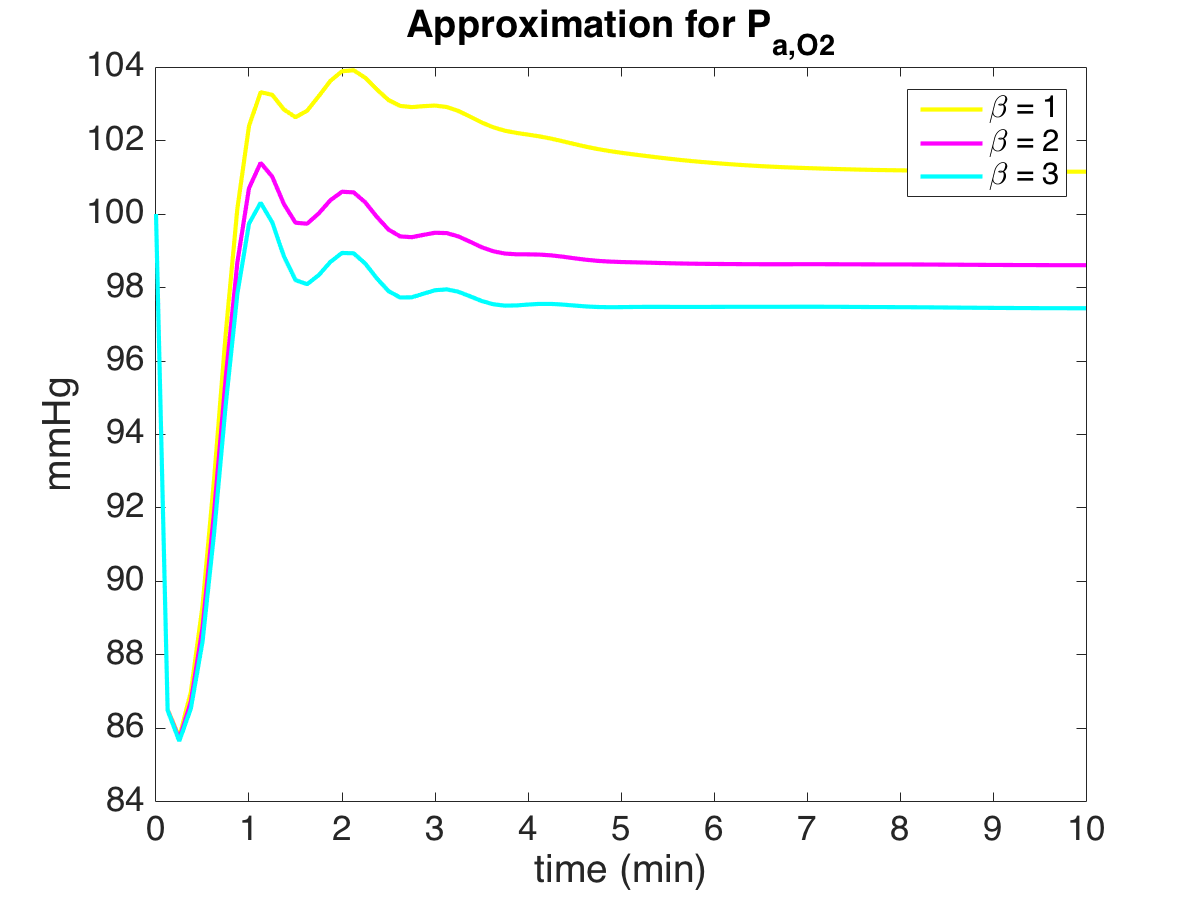 Approximation for P_a,O2
104
102
100
98
96
94
92
90
88
86
84
mmHg
β = 1
β = 2
β = 3
0 1 2 3 4 5 6 7 8 9 10
time (min)